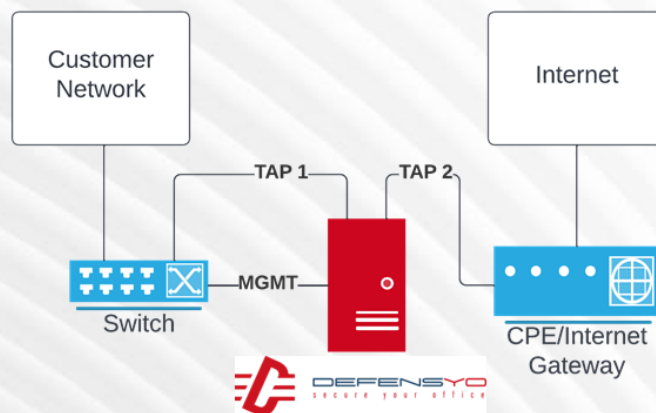 Customer
Network
Internet
TAP 1
TAP 2
MGMT
Switch
CPE/Internet
Gateway
DEFENSYO
secure your office